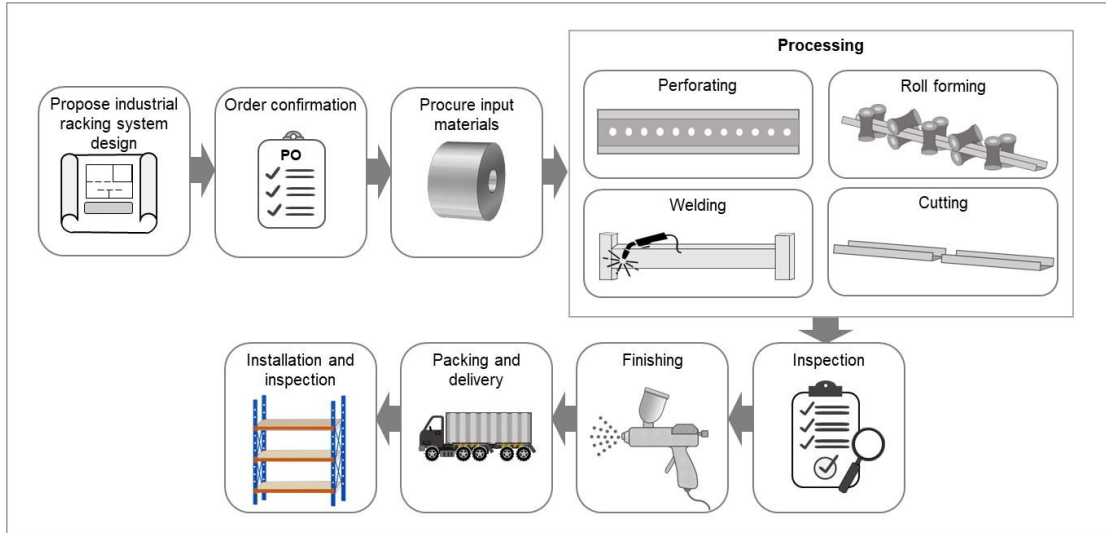 Processing
Propose industrial
racking system
design
Order confirmation
PO
Procure input
materials
Perforating
Roll forming
Welding
Cutting
Installation and
inspection
Packing and
delivery
Finishing
Inspection